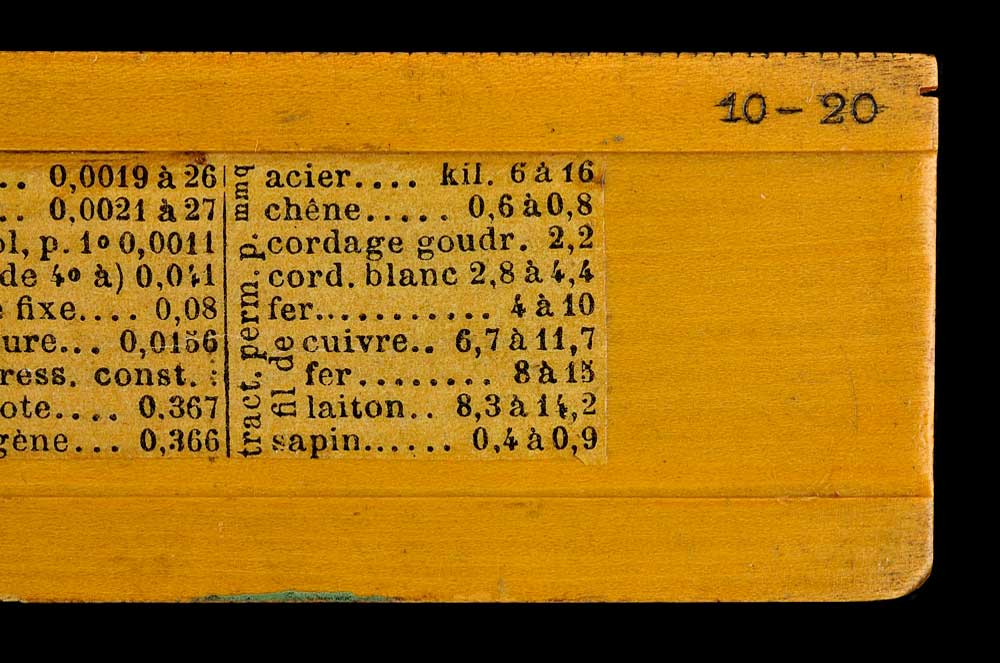 10-20
.. 0,0019 à 26
.. 0,0021 à 27
ol, p. 1º 0,0011
de 4º à) 0,041
e fixe.... 0,08
ure... 0,0156
ress. const. :
ote.... 0.367
gène... 0,366
tract. perm. p. mmq
acier.... kil. 6 à 16
chêne..... 0,6 à 0,8
cordage goudr. 2,2
cord. blanc 2,8 à 4,4
fer........... 4 à 10
fil de
cuivre.. 6,7 à 11,7
fer........ 8 à 15
laiton.. 8,3 à 14,2
sapin...... 0,4 à 0,9